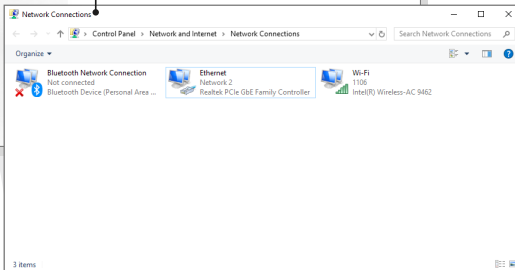 Network Connections
Control Panel > Network and Internet > Network Connections
Search Network Connections
Organize
Bluetooth Network Connection
Not connected
Bluetooth Device (Personal Area ...
Ethernet
Network 2
Realtek PCIe GbE Family Controller
Wi-Fi
1106
Intel(R) Wireless-AC 9462
3 items